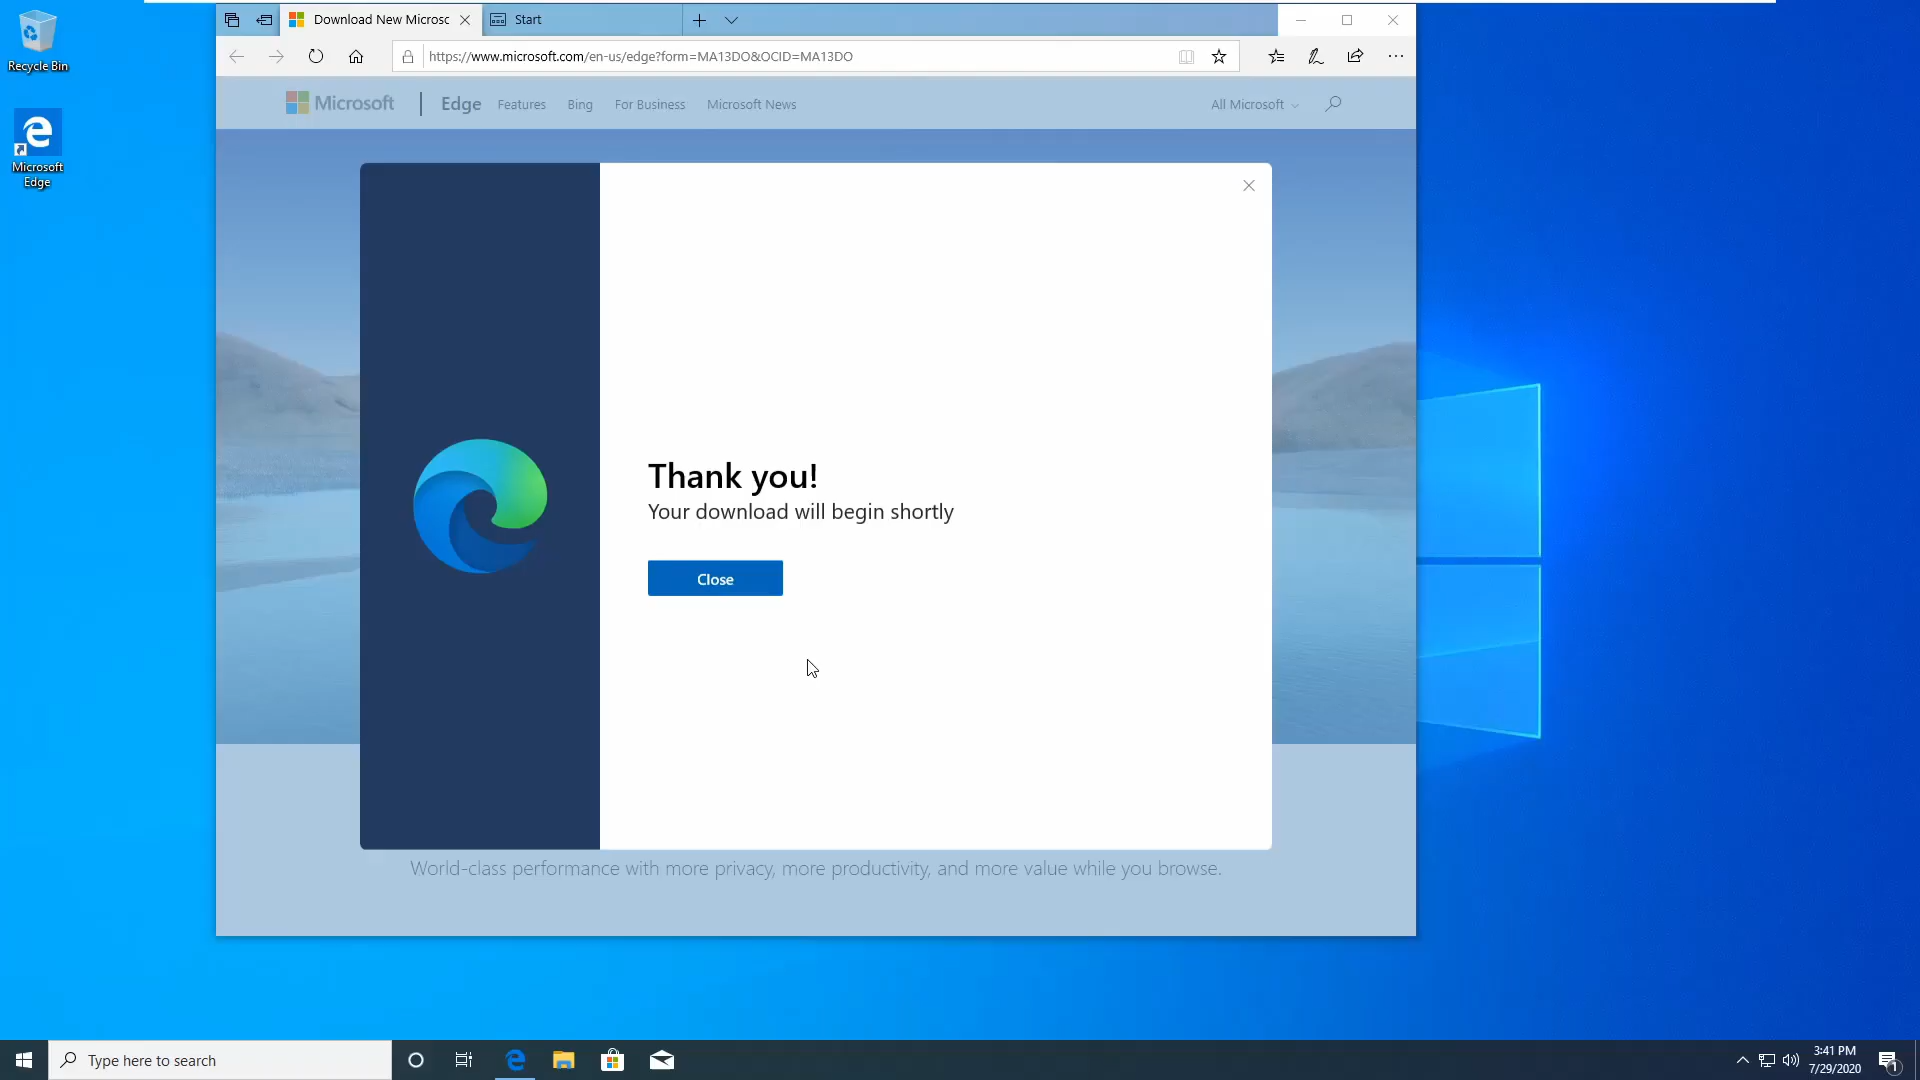 Recycle Bin
Microsoft
Edge
Download New Microsc
Start
https://www.microsoft.com/en-us/edge?form=MA13DO&OCID=MA13DO
Microsoft
Edge
Features
Bing
For Business
Microsoft News
All Microsoft
Thank you!
Your download will begin shortly
Close
World-class performance with more privacy, more productivity, and more value while you browse.
Type here to search
3:41 PM
7/29/2020
1